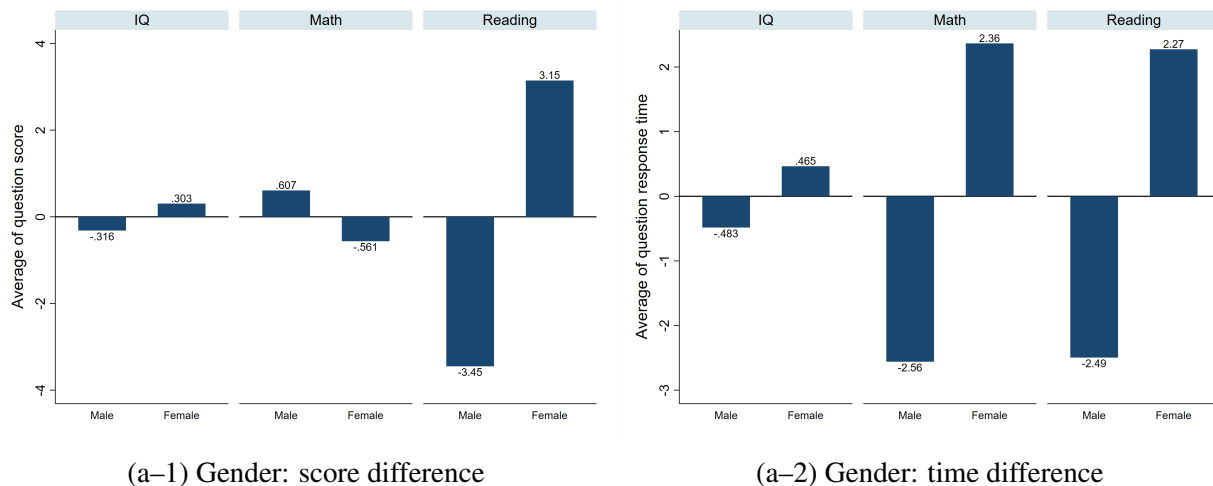 IQ Math Reading
Average of question score
4
2
0
-2
-4
-.316
.303
.607
-.561
-3.45
3.15
Male Female Male Female Male Female
(a–1) Gender: score difference
IQ Math Reading
Average of question response time
2
1
0
-1
-2
-3
-.483
.465
-2.56
2.36
-2.49
2.27
Male Female Male Female Male Female
(a–2) Gender: time difference